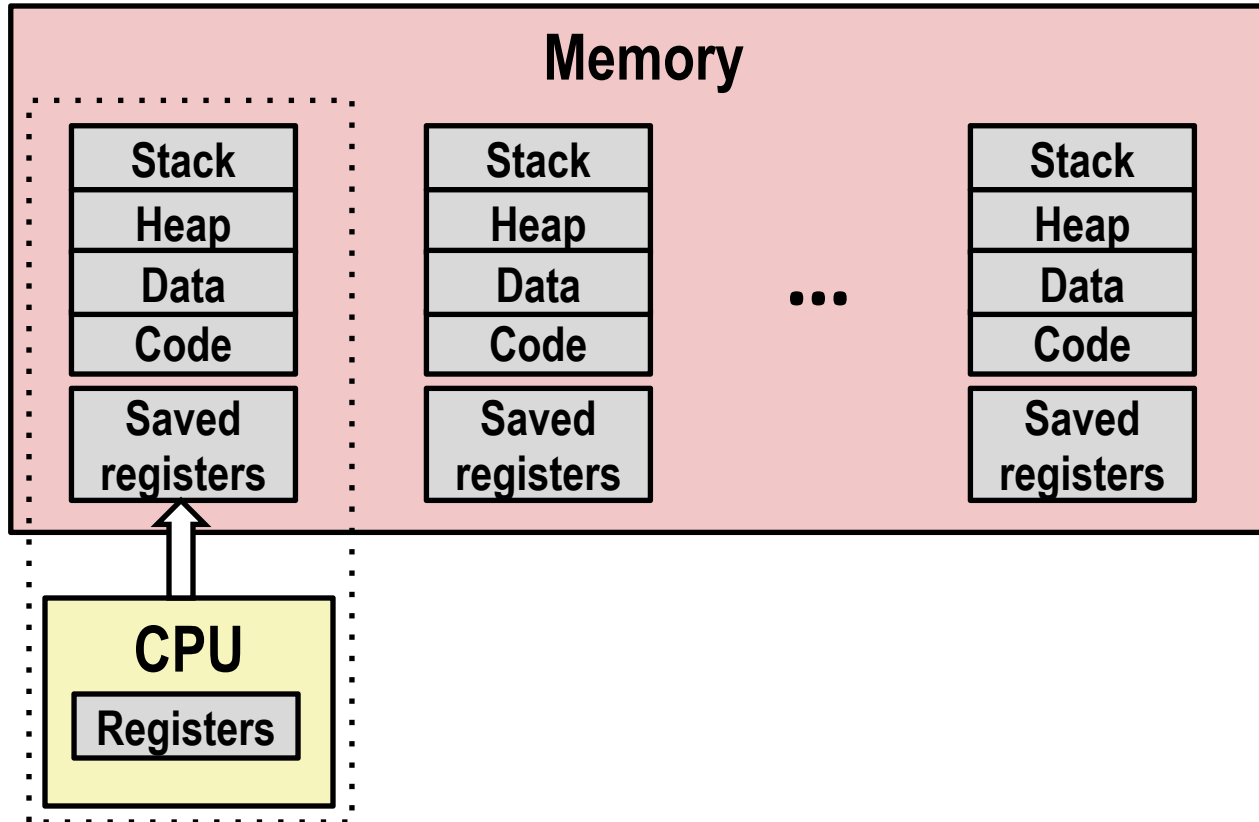 Memory
Stack
Heap
Data
Code
Saved
registers
Stack
Heap
Data
Code
Saved
registers
...
Stack
Heap
Data
Code
Saved
registers
CPU
Registers